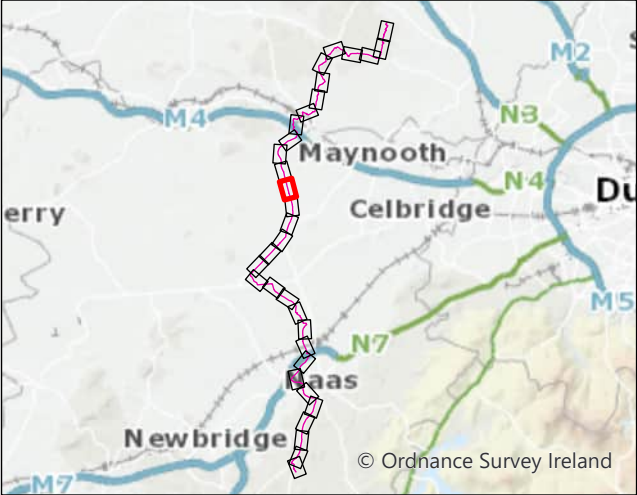 M2
M4
N3
Maynooth
N4
Du
erry
Celbridge
M5
N7
Naas
Newbridge
© Ordnance Survey Ireland
M7